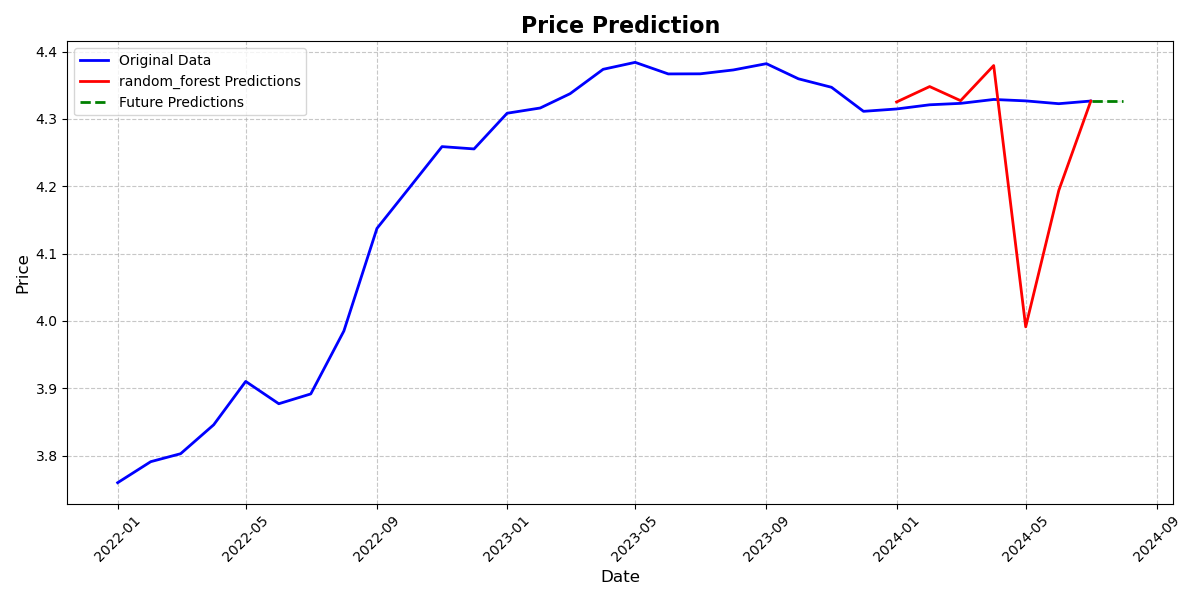 Price Prediction
Original Data
random_forest Predictions
Future Predictions
Price
4.4
4.3
4.2
4.1
4.0
3.9
3.8
2022-01
2022-05
2022-09
2023-01
2023-05
2023-09
2024-01
2024-05
2024-09
Date